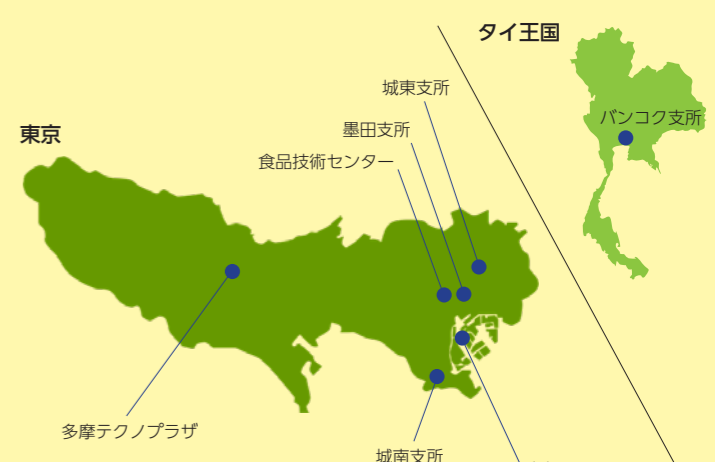 タイ王国
城東支所
バンコク支所
墨田支所
東京
食品技術センター
多摩テクノプラザ
城南支所